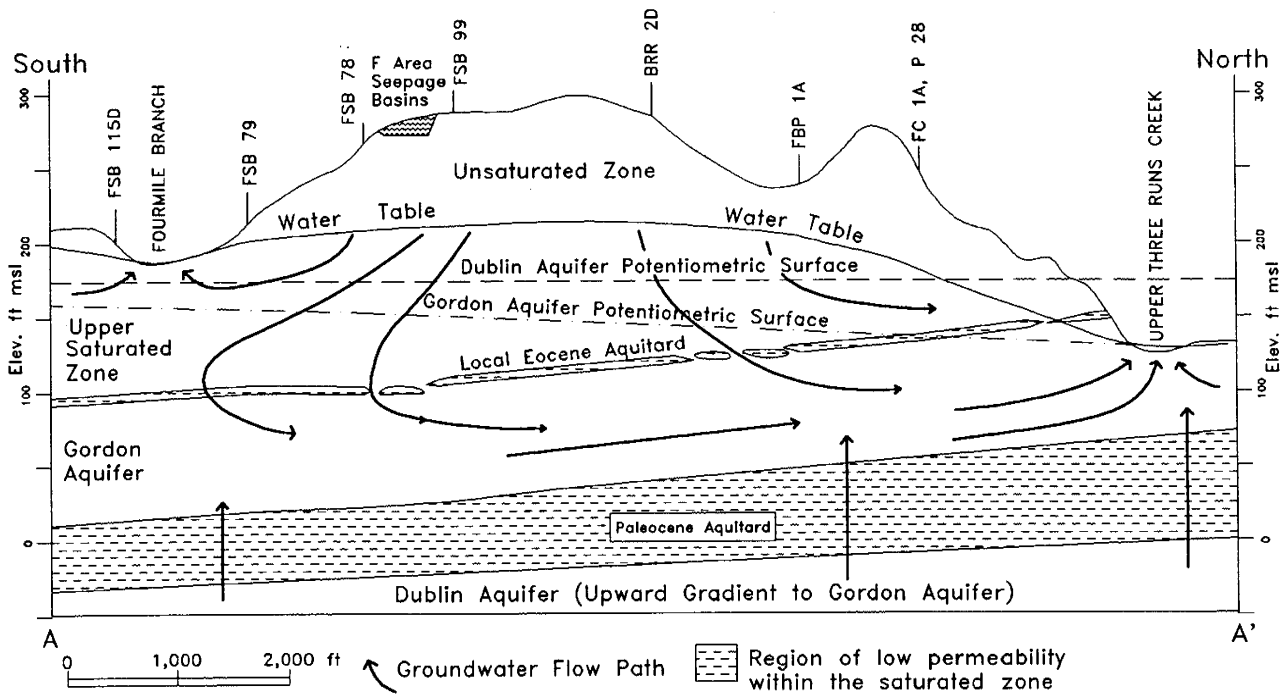 South
North
FSB 115D
FOURMILE BRANCH
FSB 79
FSB 78
F Area
Seepage
Basins
FSB 99
BRR 2D
FBP 1A
FC 1A, P 28
UPPER THREE RUNS CREEK
300
200
100
0
Elev. ft msl
300
200
100
0
Elev. ft msl
Unsaturated Zone
Water Table
Water Table
Dublin Aquifer Potentiometric Surface
Gordon Aquifer Potentiometric Surface
Upper
Saturated
Zone
Local Eocene Aquitard
Gordon
Aquifer
Paleocene Aquitard
Dublin Aquifer (Upward Gradient to Gordon Aquifer)
A
A'
0 1,000 2,000 ft
Groundwater Flow Path
Region of low permeability
within the saturated zone